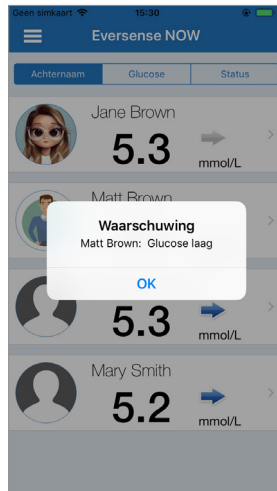 Geen simkaart 15:30
Eversense NOW
Achternaam Glucose Status
Jane Brown
5.3 mmol/L
Matt Brown
Waarschuwing
Matt Brown: Glucose laag
OK
5.3 mmol/L
Mary Smith
5.2 mmol/L